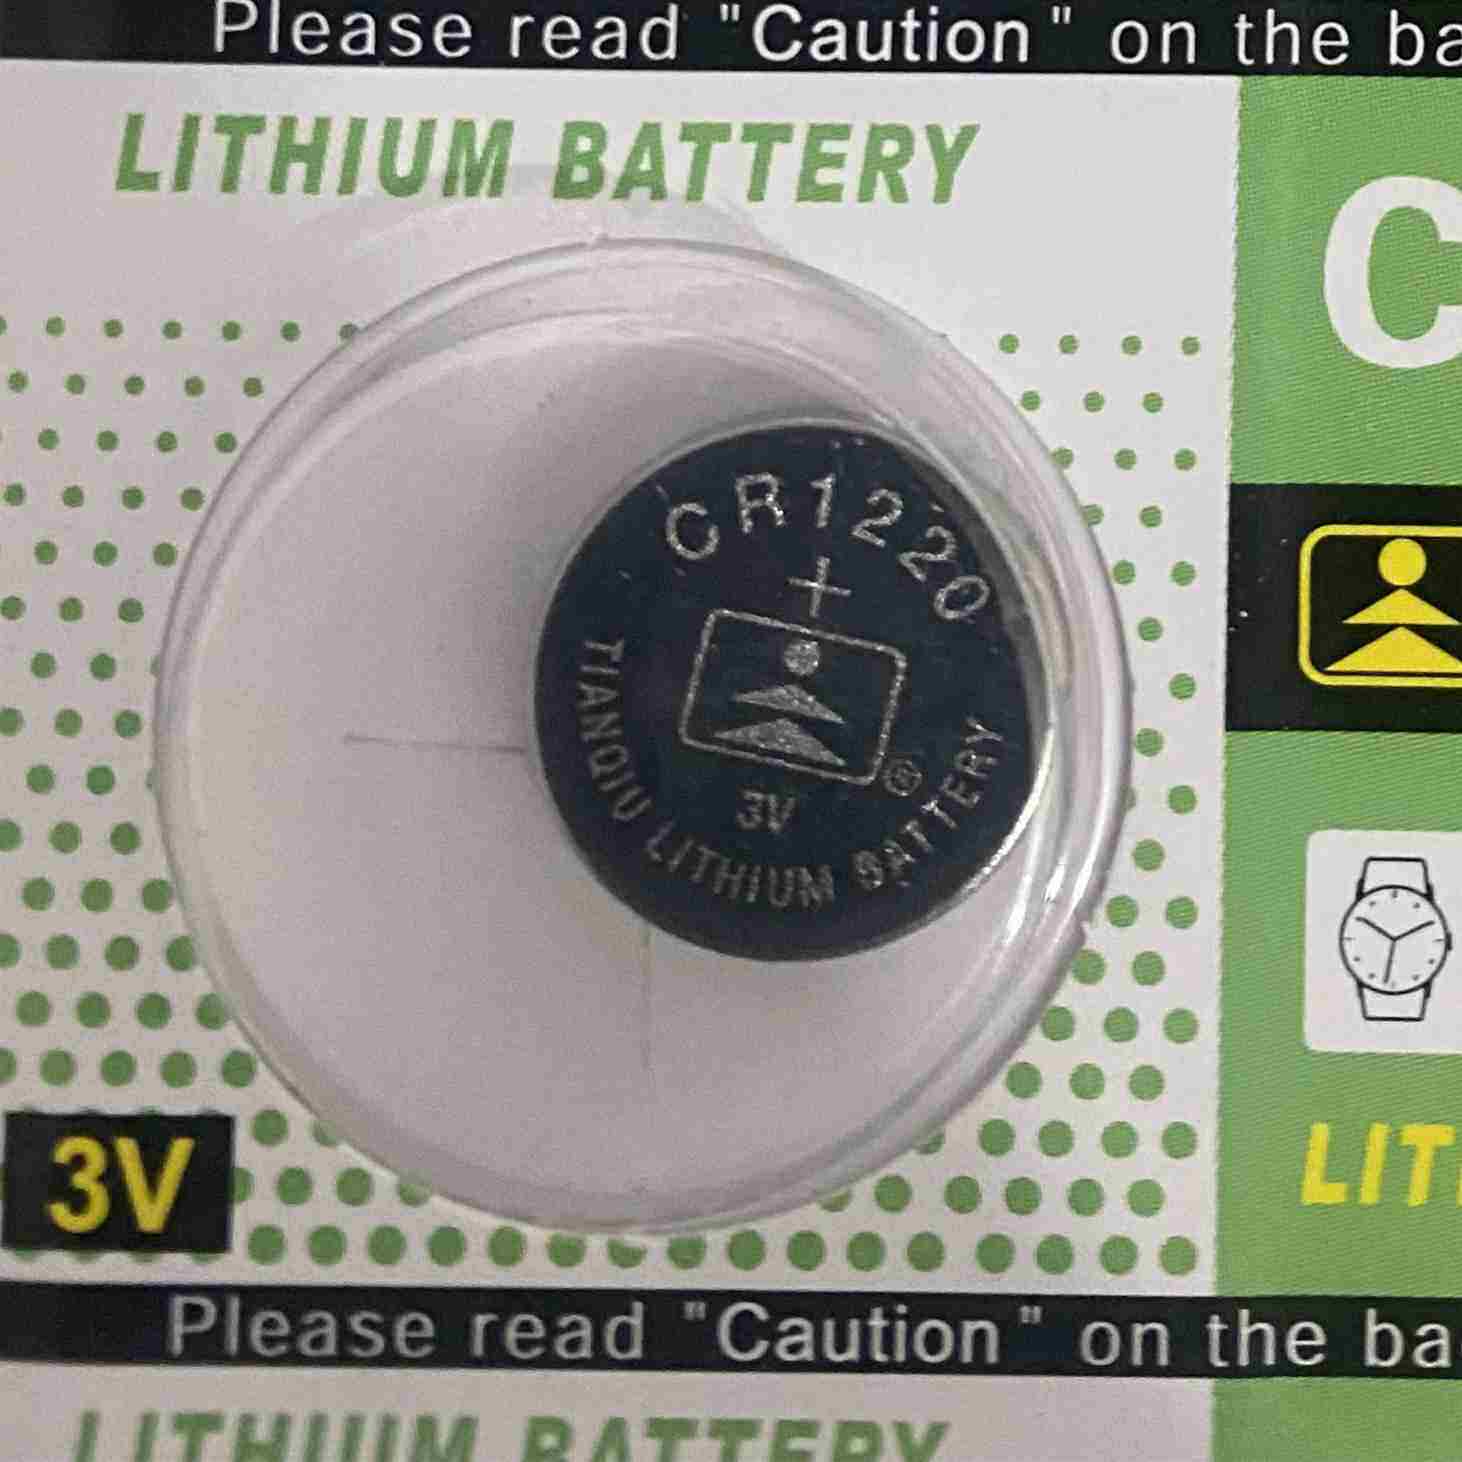 Please read "Caution" on the ba
LITHIUM BATTERY
C
CR1220
+
3V
®
TIANQIU LITHIUM BATTERY
3V
LIT
Please read "Caution" on the ba
LITHIUM BATTERY